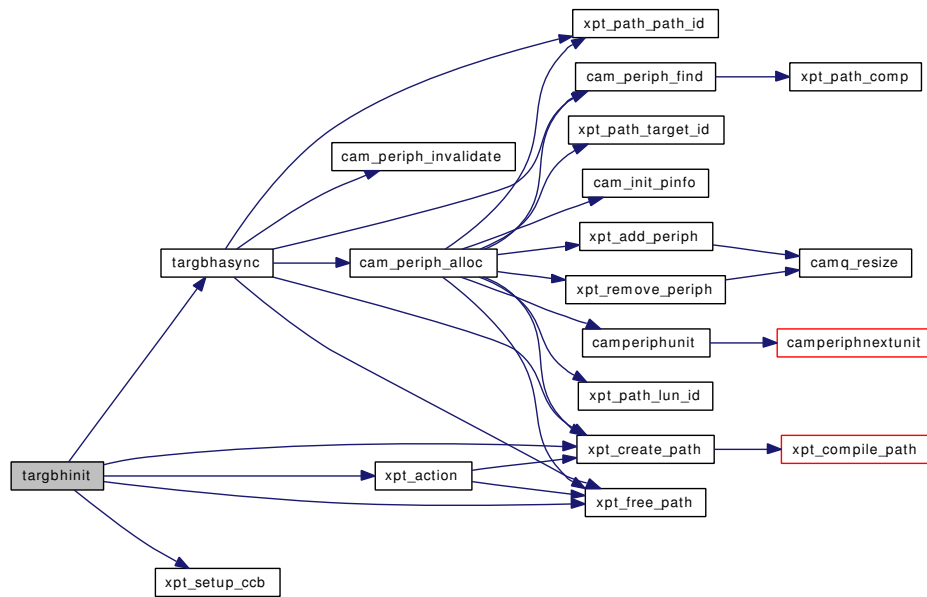 xpt_path_path_id
cam_periph_find
xpt_path_comp
xpt_path_target_id
cam_periph_invalidate
cam_init_pinfo
xpt_add_periph
targbhasync
cam_periph_alloc
camq_resize
xpt_remove_periph
camperiphunit
camperiphnextunit
xpt_path_lun_id
xpt_create_path
xpt_compile_path
targbhinit
xpt_action
xpt_free_path
xpt_setup_ccb